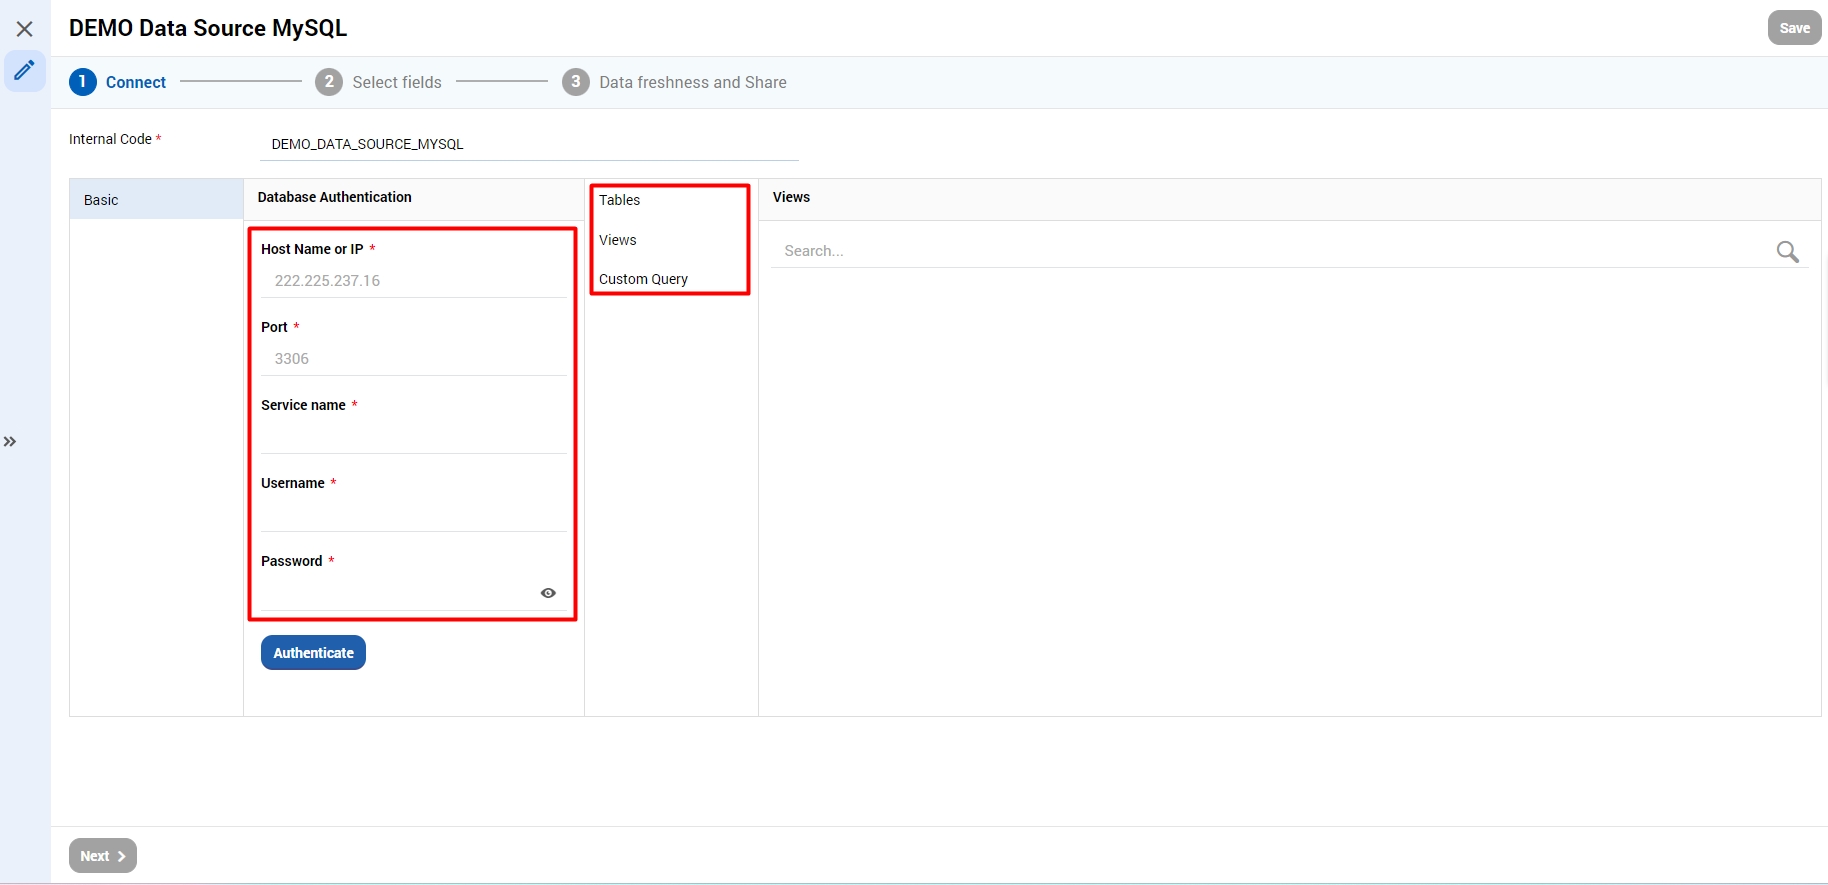 DEMO Data Source MySQL
Save
1 Connect
2 Select fields
3 Data freshness and Share
Internal Code *
DEMO_DATA_SOURCE_MYSQL
Basic
Database Authentication
Host Name or IP *
222.225.237.16
Port *
3306
Service name *
Username *
Password *
Authenticate
Tables
Views
Custom Query
Views
Search...
Next